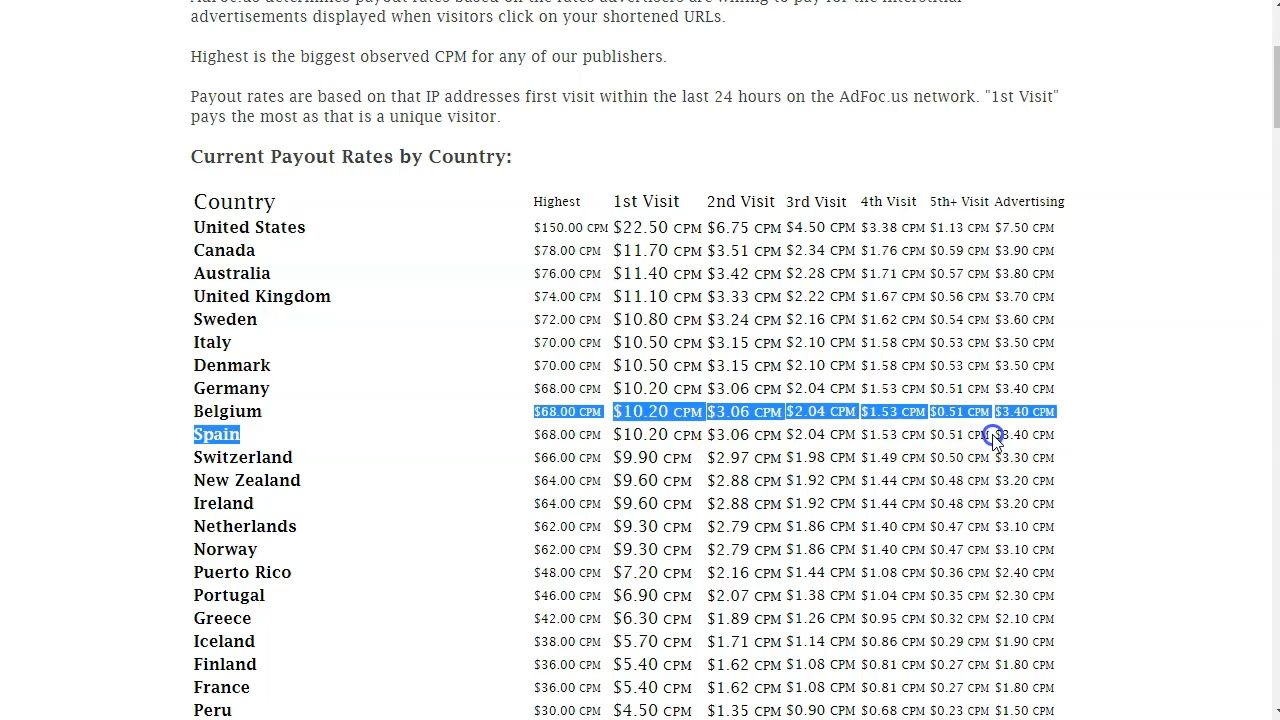 advertisements displayed when visitors click on your shortened URLs.
Highest is the biggest observed CPM for any of our publishers.
Payout rates are based on that IP addresses first visit within the last 24 hours on the AdFoc.us network. "1st Visit"
pays the most as that is a unique visitor.
Current Payout Rates by Country:
Country Highest 1st Visit 2nd Visit 3rd Visit 4th Visit 5th+ Visit Advertising
United States $150.00 CPM $22.50 CPM $6.75 CPM $4.50 CPM $3.38 CPM $1.13 CPM $7.50 CPM
Canada $78.00 CPM $11.70 CPM $3.51 CPM $2.34 CPM $1.76 CPM $0.59 CPM $3.90 CPM
Australia $76.00 CPM $11.40 CPM $3.42 CPM $2.28 CPM $1.71 CPM $0.57 CPM $3.80 CPM
United Kingdom $74.00 CPM $11.10 CPM $3.33 CPM $2.22 CPM $1.67 CPM $0.56 CPM $3.70 CPM
Sweden $72.00 CPM $10.80 CPM $3.24 CPM $2.16 CPM $1.62 CPM $0.54 CPM $3.60 CPM
Italy $70.00 CPM $10.50 CPM $3.15 CPM $2.10 CPM $1.58 CPM $0.53 CPM $3.50 CPM
Denmark $70.00 CPM $10.50 CPM $3.15 CPM $2.10 CPM $1.58 CPM $0.53 CPM $3.50 CPM
Germany $68.00 CPM $10.20 CPM $3.06 CPM $2.04 CPM $1.53 CPM $0.51 CPM $3.40 CPM
Belgium $68.00 CPM $10.20 CPM $3.06 CPM $2.04 CPM $1.53 CPM $0.51 CPM $3.40 CPM
Spain $68.00 CPM $10.20 CPM $3.06 CPM $2.04 CPM $1.53 CPM $0.51 CPM $3.40 CPM
Switzerland $66.00 CPM $9.90 CPM $2.97 CPM $1.98 CPM $1.49 CPM $0.50 CPM $3.30 CPM
New Zealand $64.00 CPM $9.60 CPM $2.88 CPM $1.92 CPM $1.44 CPM $0.48 CPM $3.20 CPM
Ireland $64.00 CPM $9.60 CPM $2.88 CPM $1.92 CPM $1.44 CPM $0.48 CPM $3.20 CPM
Netherlands $62.00 CPM $9.30 CPM $2.79 CPM $1.86 CPM $1.40 CPM $0.47 CPM $3.10 CPM
Norway $62.00 CPM $9.30 CPM $2.79 CPM $1.86 CPM $1.40 CPM $0.47 CPM $3.10 CPM
Puerto Rico $48.00 CPM $7.20 CPM $2.16 CPM $1.44 CPM $1.08 CPM $0.36 CPM $2.40 CPM
Portugal $46.00 CPM $6.90 CPM $2.07 CPM $1.38 CPM $1.04 CPM $0.35 CPM $2.30 CPM
Greece $42.00 CPM $6.30 CPM $1.89 CPM $1.26 CPM $0.95 CPM $0.32 CPM $2.10 CPM
Iceland $38.00 CPM $5.70 CPM $1.71 CPM $1.14 CPM $0.86 CPM $0.29 CPM $1.90 CPM
Finland $36.00 CPM $5.40 CPM $1.62 CPM $1.08 CPM $0.81 CPM $0.27 CPM $1.80 CPM
France $36.00 CPM $5.40 CPM $1.62 CPM $1.08 CPM $0.81 CPM $0.27 CPM $1.80 CPM
Peru $30.00 CPM $4.50 CPM $1.35 CPM $0.90 CPM $0.68 CPM $0.23 CPM $1.50 CPM